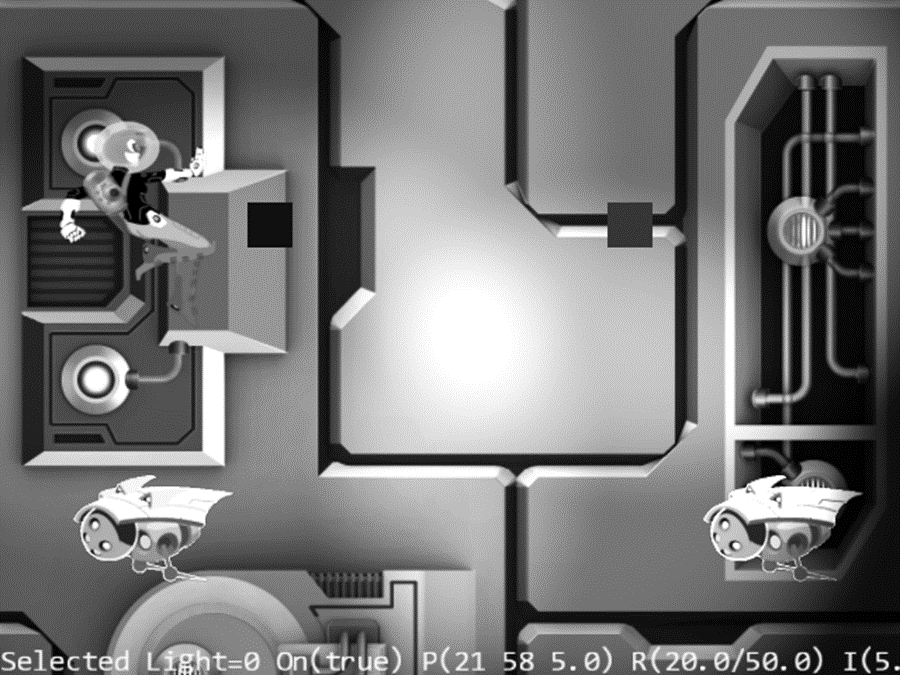 Selected Light=0 On(true) P(21 58 5.0) R(20.0/50.0) I(5.